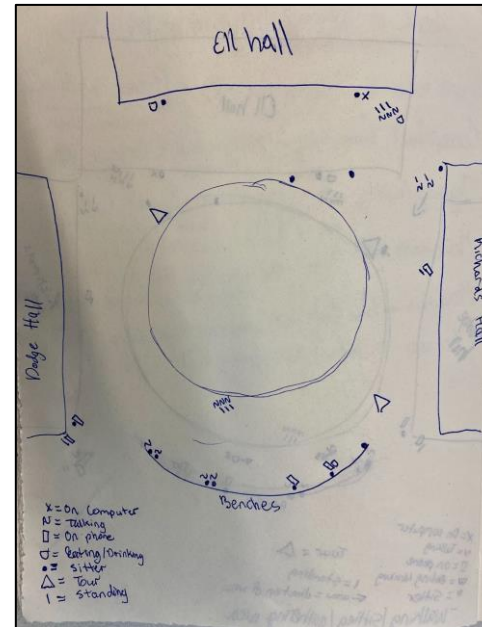 Ell hall
Dodge Hall
Richards Hall
Benches
X = On Computer
~ = Talking
▯ = On phone
D = Eating/Drinking
• = Sitter
△ = Tour
I = Standing